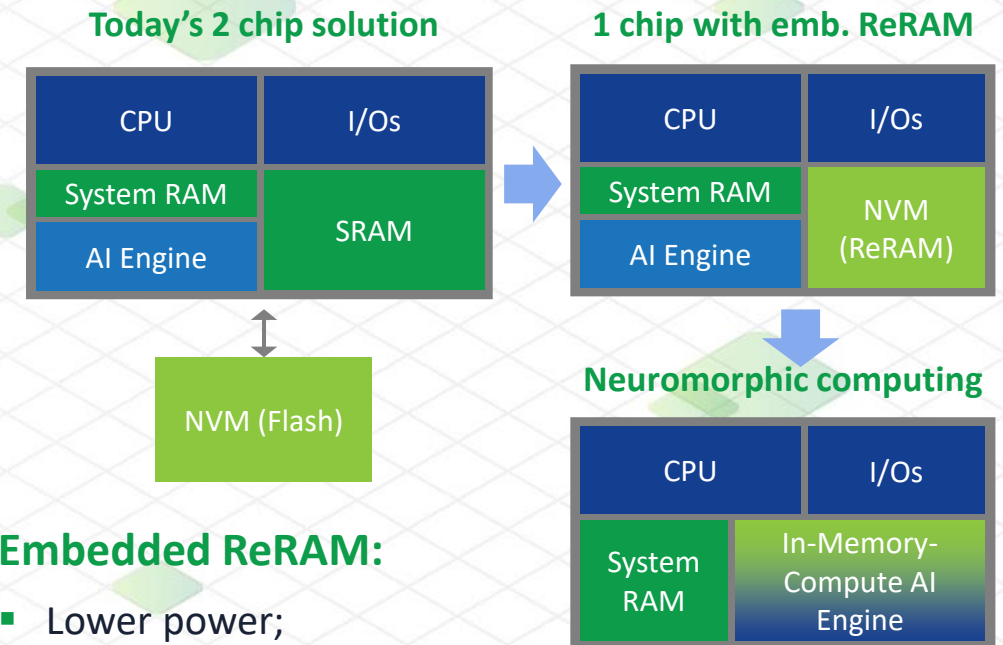 Today's 2 chip solution
CPU
I/Os
System RAM
SRAM
AI Engine
NVM (Flash)
1 chip with emb. ReRAM
CPU
I/Os
System RAM
NVM
(ReRAM)
AI Engine
Neuromorphic computing
CPU
I/Os
System
RAM
In-Memory-
Compute AI
Engine
Embedded ReRAM:
▪ Lower power;